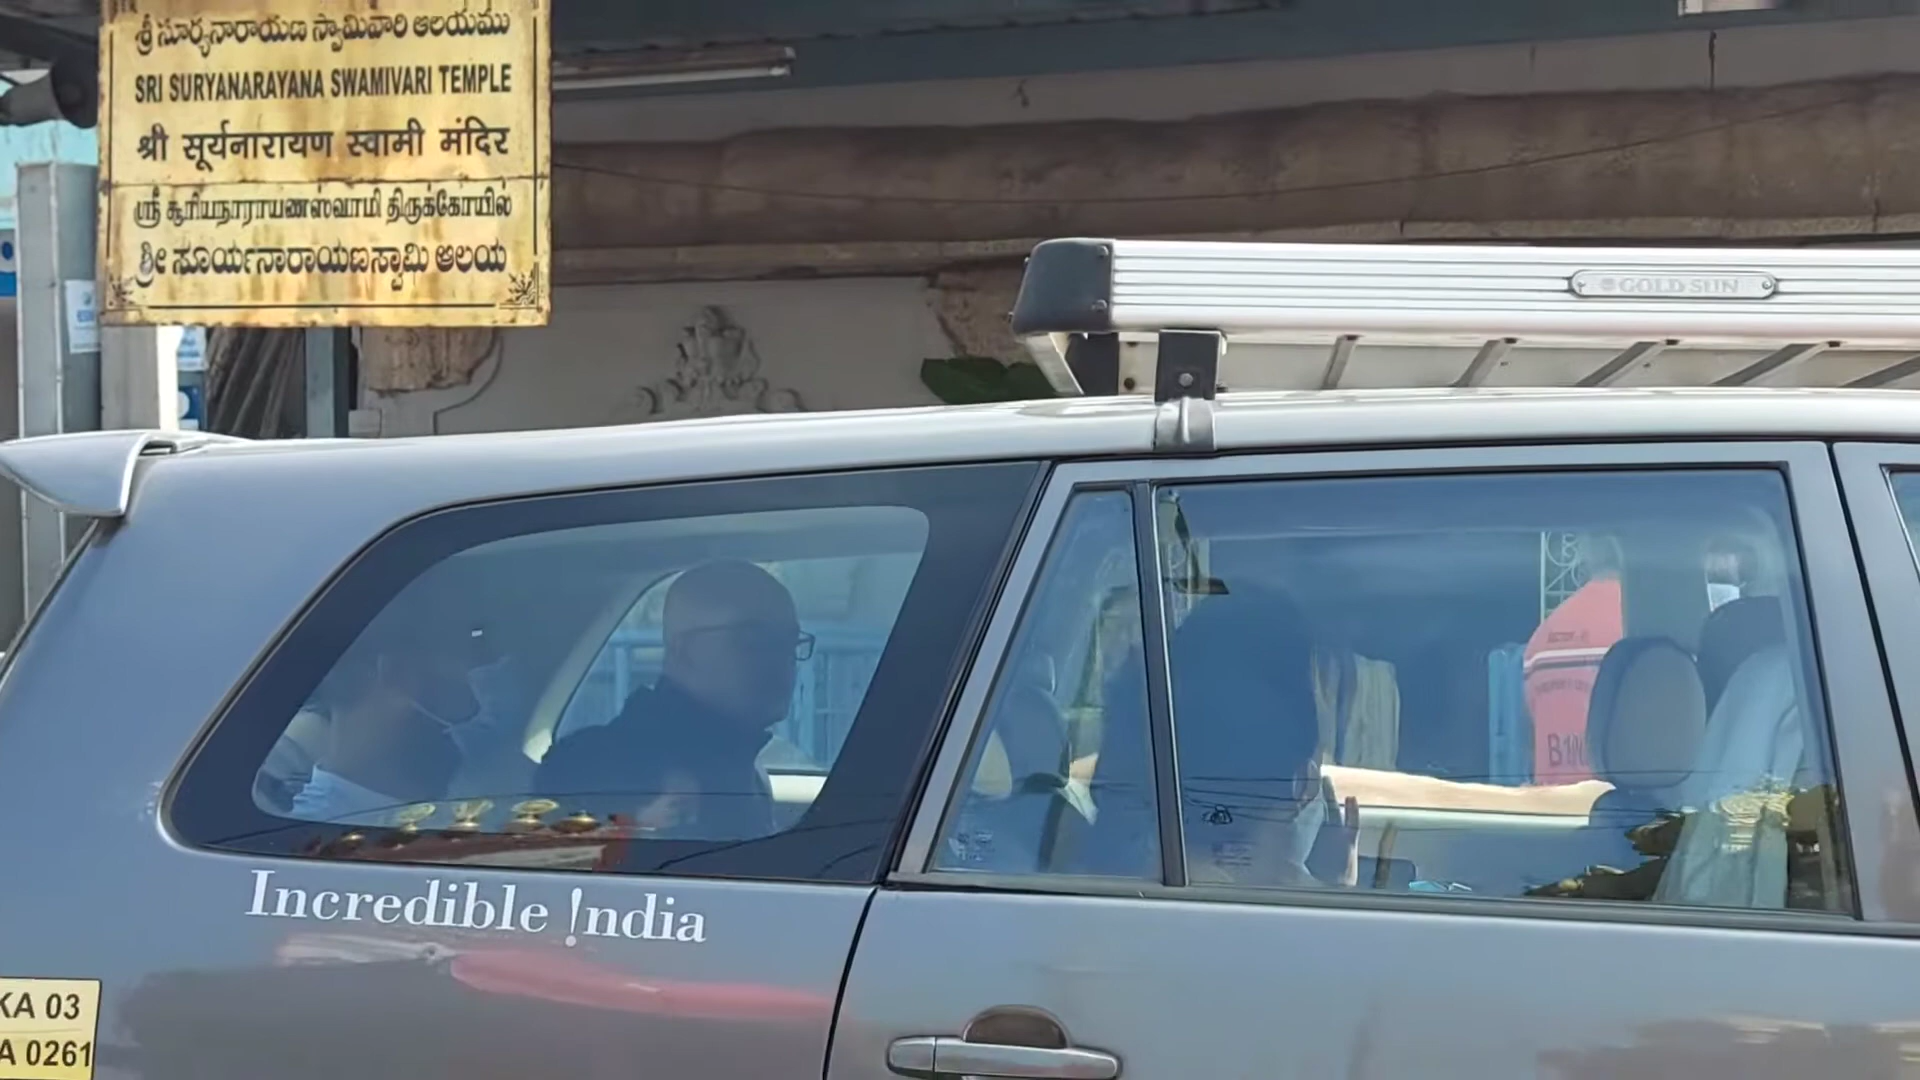 శ్రీ సూర్యనారాయణ స్వామివారి ఆలయము
SRI SURYANARAYANA SWAMIVARI TEMPLE
श्री सूर्यनारायण स्वामी मंदिर
ஸ்ரீ சூரியநாராயணஸ்வாமி திருக்கோயில்
ಶ್ರೀ ಸೂರ್ಯನಾರಾಯಣಸ್ವಾಮಿ ಆಲಯ
GOLD SUN
Incredible !ndia
KA 03
A 0261